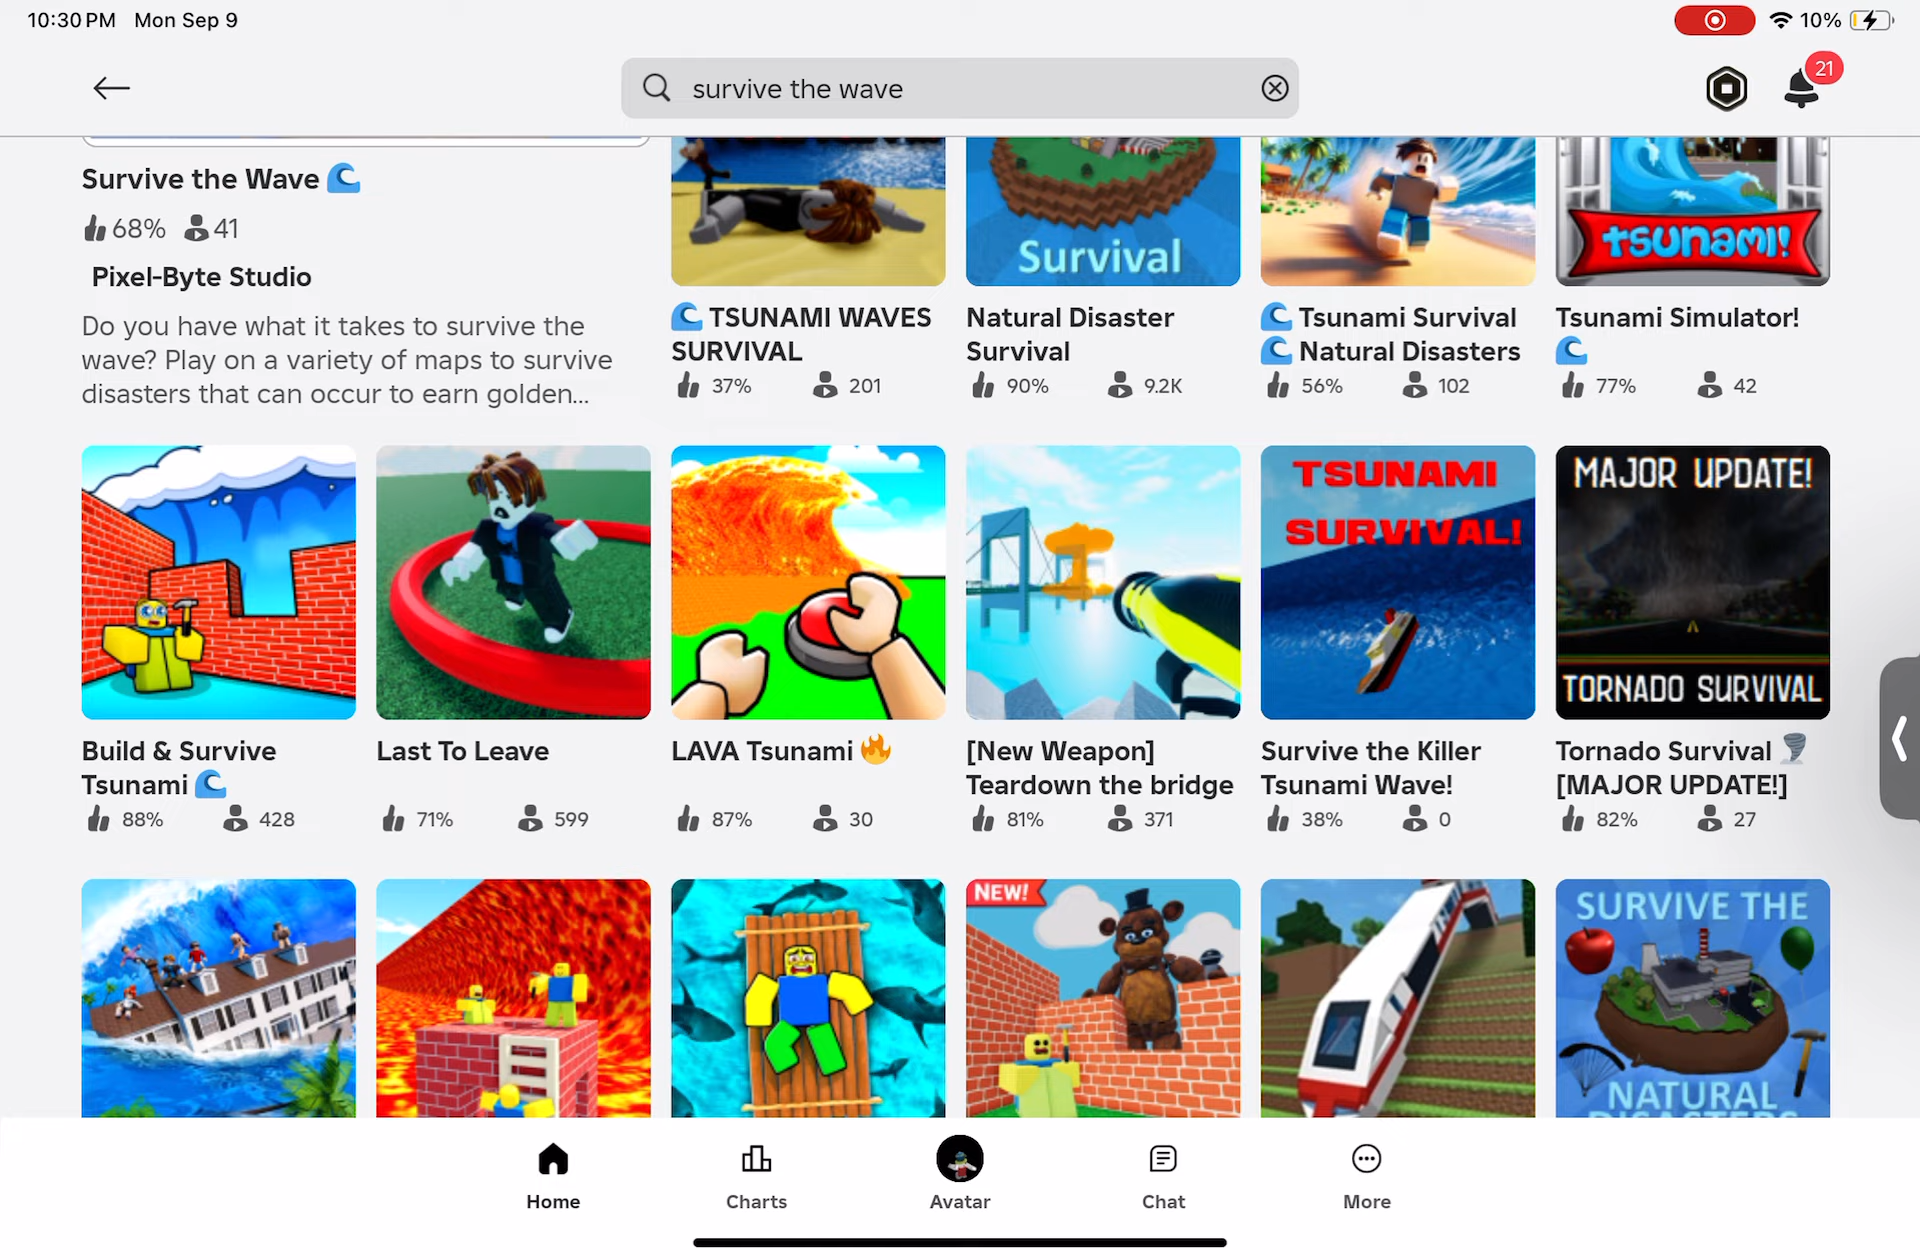 10:30 PM Mon Sep 9
10%
survive the wave
21
Survive the Wave
68% 41
Pixel-Byte Studio
Do you have what it takes to survive the
wave? Play on a variety of maps to survive
disasters that can occur to earn golden...
TSUNAMI WAVES
SURVIVAL
37% 201
Survival
Natural Disaster
Survival
90% 9.2K
Tsunami Survival
Natural Disasters
56% 102
tsunami!
Tsunami Simulator!
77% 42
Build & Survive
Tsunami
88% 428
Last To Leave
71% 599
LAVA Tsunami
87% 30
[New Weapon]
Teardown the bridge
81% 371
TSUNAMI
SURVIVAL!
Survive the Killer
Tsunami Wave!
38% 0
MAJOR UPDATE!
TORNADO SURVIVAL
Tornado Survival
[MAJOR UPDATE!]
82% 27
NEW!
SURVIVE THE
NATURAL
DISASTERS
Home
Charts
Avatar
Chat
More